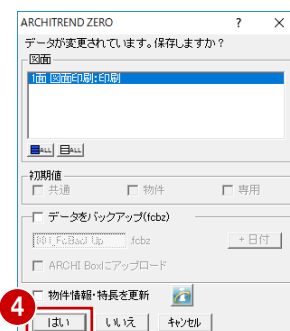 ARCHITREND ZERO ? ×
データが変更されています。保存しますか?
図面
1面 図面印刷:印刷
ALL ALL
初期値
共通 物件 専用
データをバックアップ(fcbz)
001_FcBackUp .fcbz +日付
ARCHI Boxにアップロード
物件情報・特長を更新
4
はい いいえ キャンセル